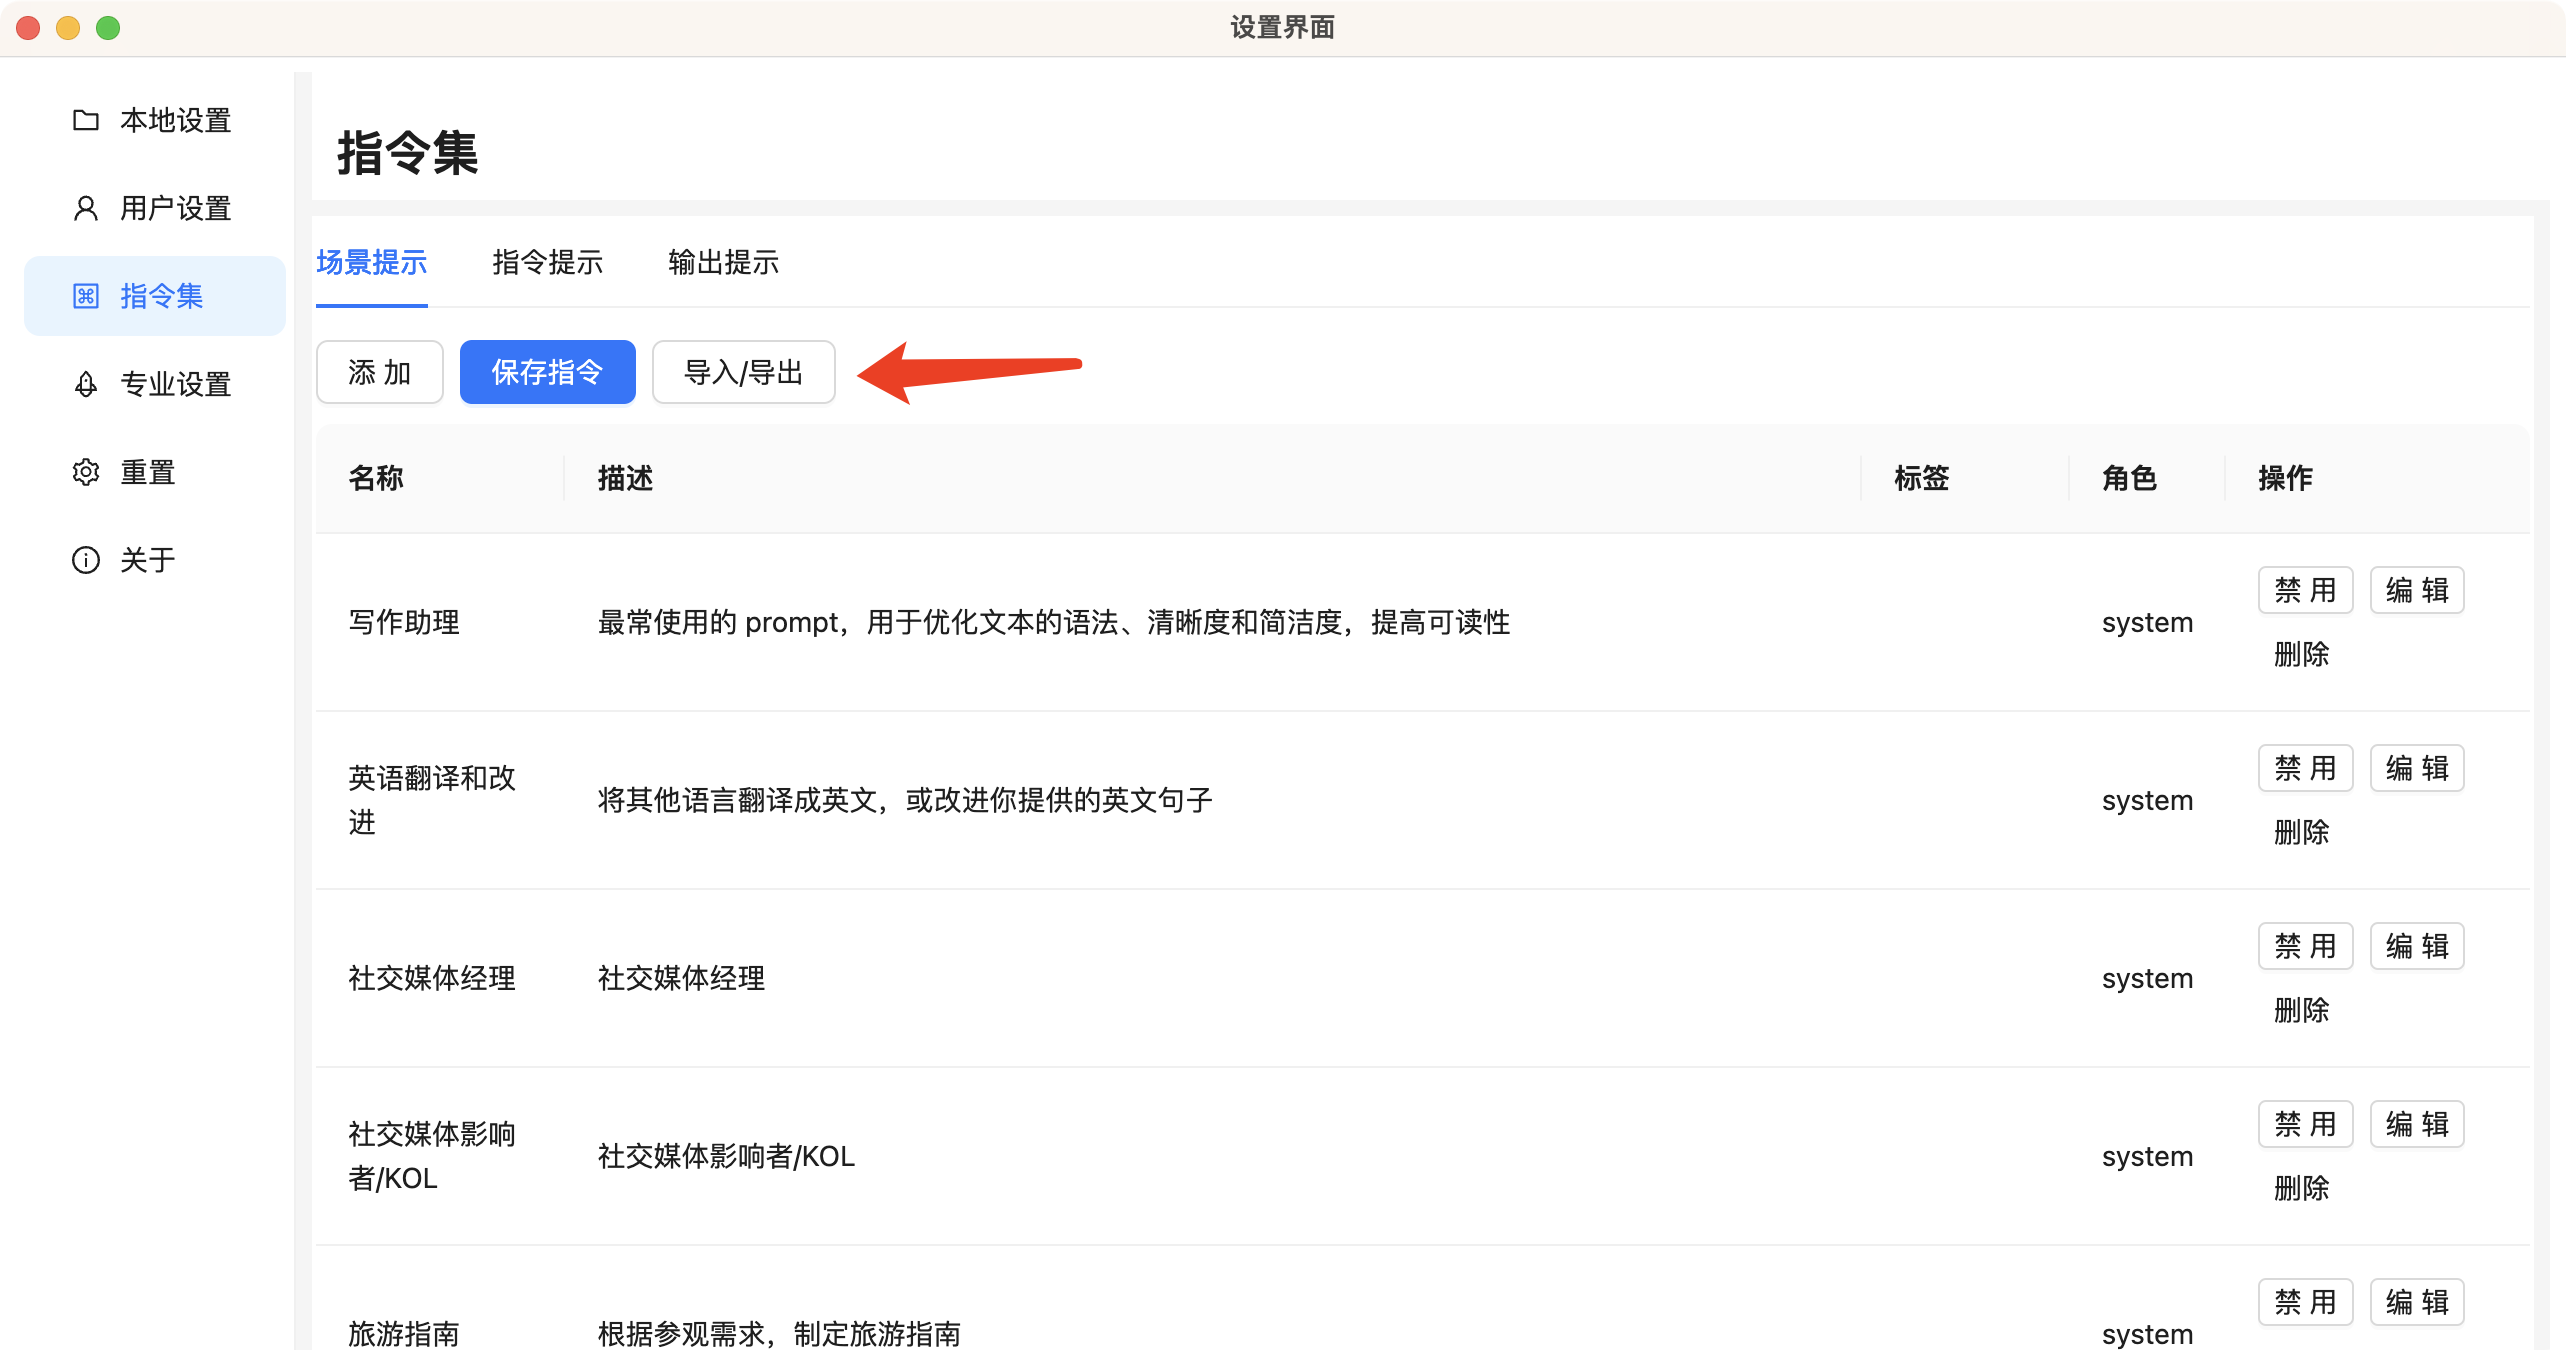 设置界面
本地设置
用户设置
指令集
专业设置
重置
关于
指令集
场景提示 指令提示 输出提示
添 加 保存指令 导入/导出
名称 描述 标签 角色 操作
写作助理 最常使用的 prompt，用于优化文本的语法、清晰度和简洁度，提高可读性 system 禁 用 编 辑
删除
英语翻译和改
进
将其他语言翻译成英文，或改进你提供的英文句子 system 禁 用 编 辑
删除
社交媒体经理 社交媒体经理 system 禁 用 编 辑
删除
社交媒体影响
者/KOL
社交媒体影响者/KOL system 禁 用 编 辑
删除
旅游指南 根据参观需求，制定旅游指南 system 禁 用 编 辑